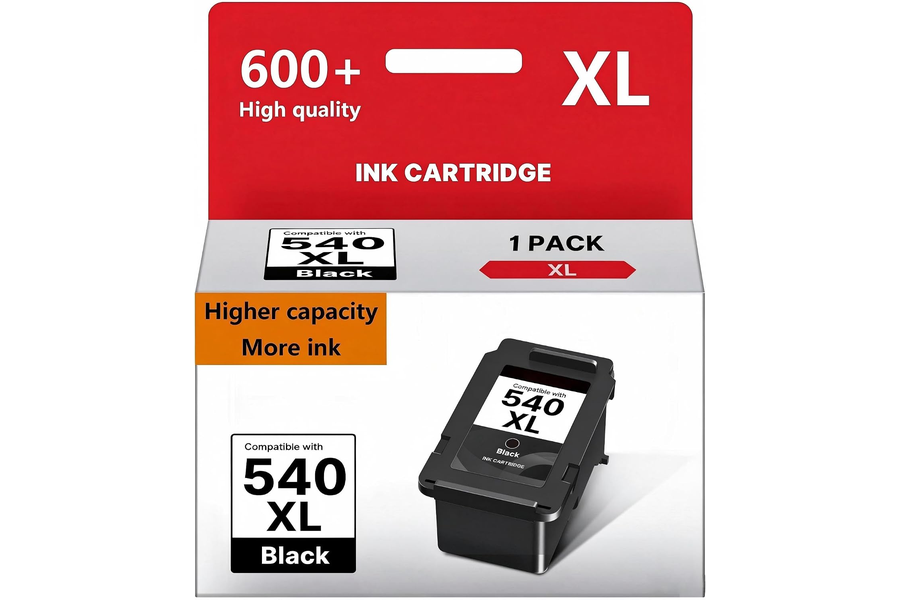 600+
High quality
XL
INK CARTRIDGE
Compatible with
540
XL
Black
1 PACK
XL
Higher capacity
More ink
Compatible with
540
XL
Black
INK CARTRIDGE
Compatible with
540
XL
Black